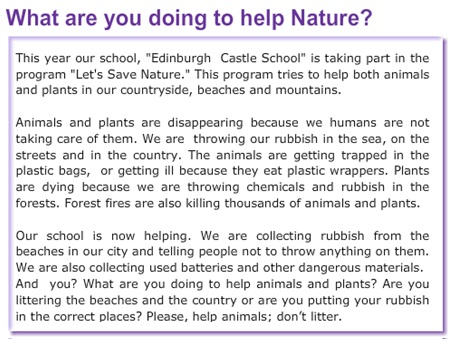 What are you doing to help Nature?
This year our school, "Edinburgh Castle School" is taking part in the
program "Let's Save Nature." This program tries to help both animals
and plants in our countryside, beaches and mountains.
Animals and plants are disappearing because we humans are not
taking care of them. We are throwing our rubbish in the sea, on the
streets and in the country. The animals are getting trapped in the
plastic bags, or getting ill because they eat plastic wrappers. Plants
are dying because we are throwing chemicals and rubbish in the
forests. Forest fires are also killing thousands of animals and plants.
Our school is now helping. We are collecting rubbish from the
beaches in our city and telling people not to throw anything on them.
We are also collecting used batteries and other dangerous materials.
And you? What are you doing to help animals and plants? Are you
littering the beaches and the country or are you putting your rubbish
in the correct places? Please, help animals; don't litter.